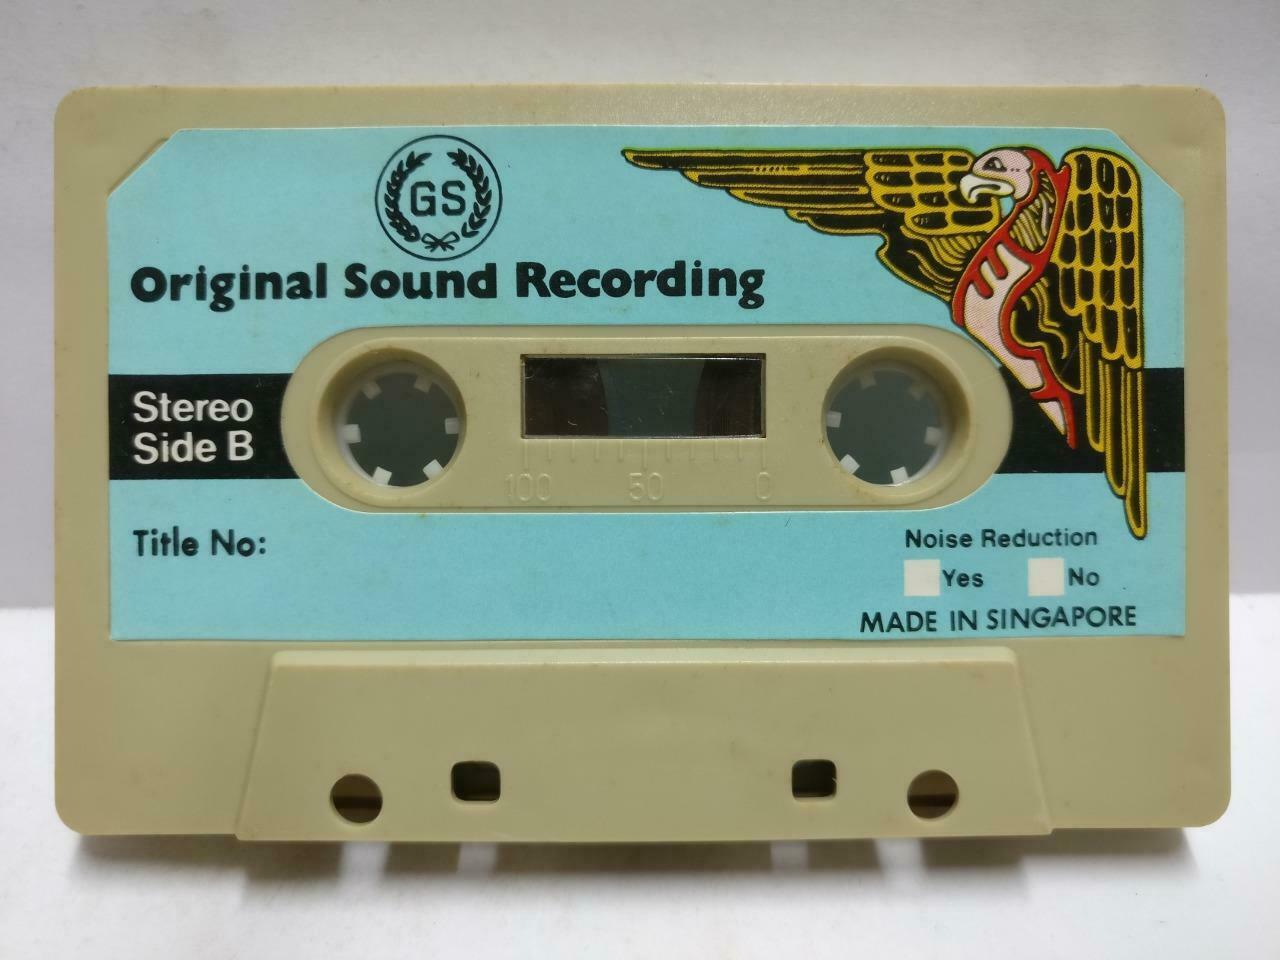 GS
Original Sound Recording
Stereo
Side B
100 50 0
Title No:
Noise Reduction
Yes No
MADE IN SINGAPORE